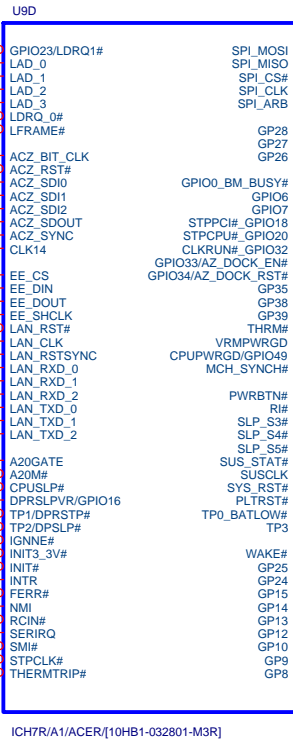 U9D
GPIO23/LDRQ1# SPI_MOSI
LAD_0 SPI_MISO
LAD_1 SPI_CS#
LAD_2 SPI_CLK
LAD_3 SPI_ARB
LDRQ_0#
LFRAME# GP28
GP27
ACZ_BIT_CLK GP26
ACZ_RST#
ACZ_SDI0 GPIO0_BM_BUSY#
ACZ_SDI1 GPIO6
ACZ_SDI2 GPIO7
ACZ_SDOUT STPPCI#_GPIO18
ACZ_SYNC STPCPU#_GPIO20
CLK14 CLKRUN#_GPIO32
GPIO33/AZ_DOCK_EN#
EE_CS GPIO34/AZ_DOCK_RST#
EE_DIN GP35
EE_DOUT GP38
EE_SHCLK GP39
LAN_RST# THRM#
LAN_CLK VRMPWRGD
LAN_RSTSYNC CPUPWRGD/GPIO49
LAN_RXD_0 MCH_SYNCH#
LAN_RXD_1
LAN_RXD_2 PWRBTN#
LAN_TXD_0 RI#
LAN_TXD_1 SLP_S3#
LAN_TXD_2 SLP_S4#
SLP_S5#
A20GATE SUS_STAT#
A20M# SUSCLK
CPUSLP# SYS_RST#
DPRSLPVR/GPIO16 PLTRST#
TP1/DPRSTP# TP0_BATLOW#
TP2/DPSLP# TP3
IGNNE#
INIT3_3V# WAKE#
INIT# GP25
INTR GP24
FERR# GP15
NMI GP14
RCIN# GP13
SERIRQ GP12
SMI# GP10
STPCLK# GP9
THERMTRIP# GP8
ICH7R/A1/ACER/[10HB1-032801-M3R]